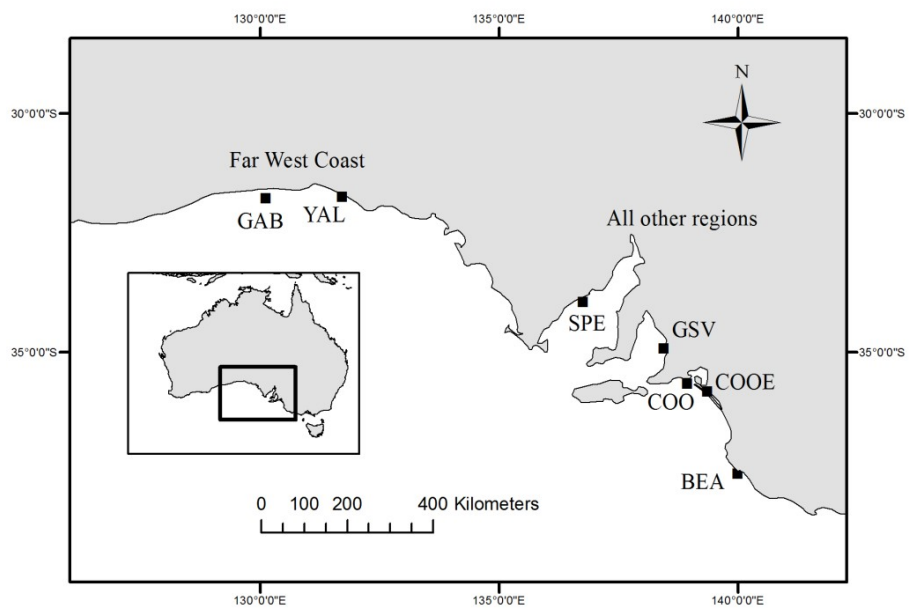 130°0'0"E 135°0'0"E 140°0'0"E
N
30°0'0"S 30°0'0"S
Far West Coast
GAB YAL
All other regions
SPE
GSV
35°0'0"S 35°0'0"S
COO COOE
BEA
0 100 200 400 Kilometers
130°0'0"E 135°0'0"E 140°0'0"E